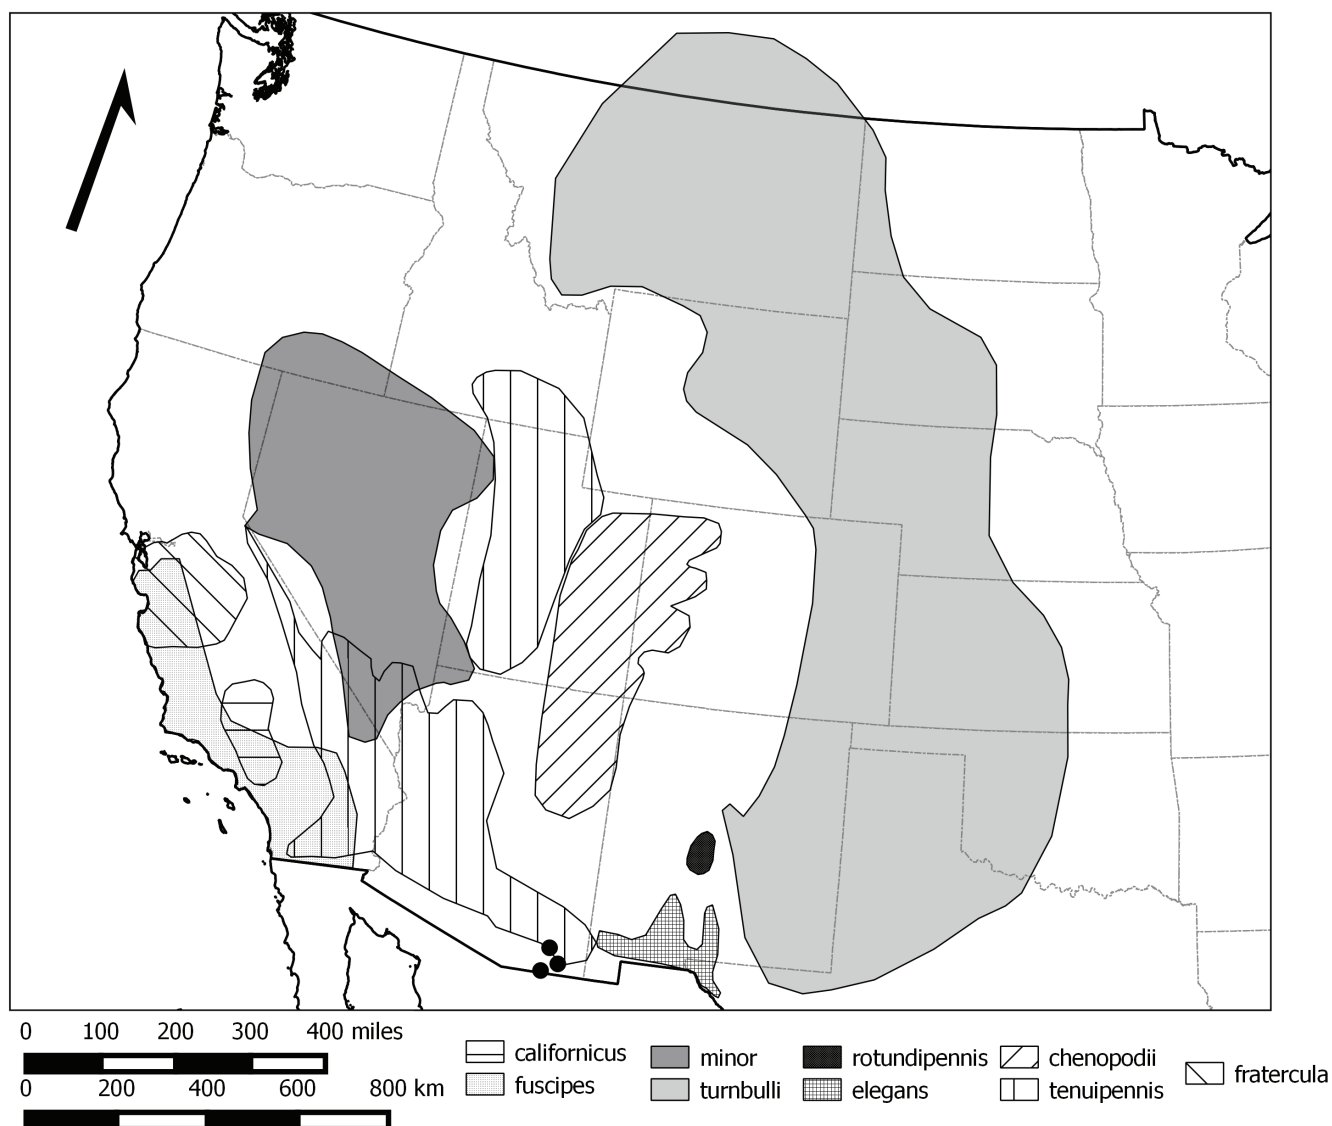 0 100 200 300 400 miles
0 200 400 600 800 km
californicus
fuscipes
minor
turnbulli
rotundipennis
elegans
chenopodii
tenuipennis
fratercula